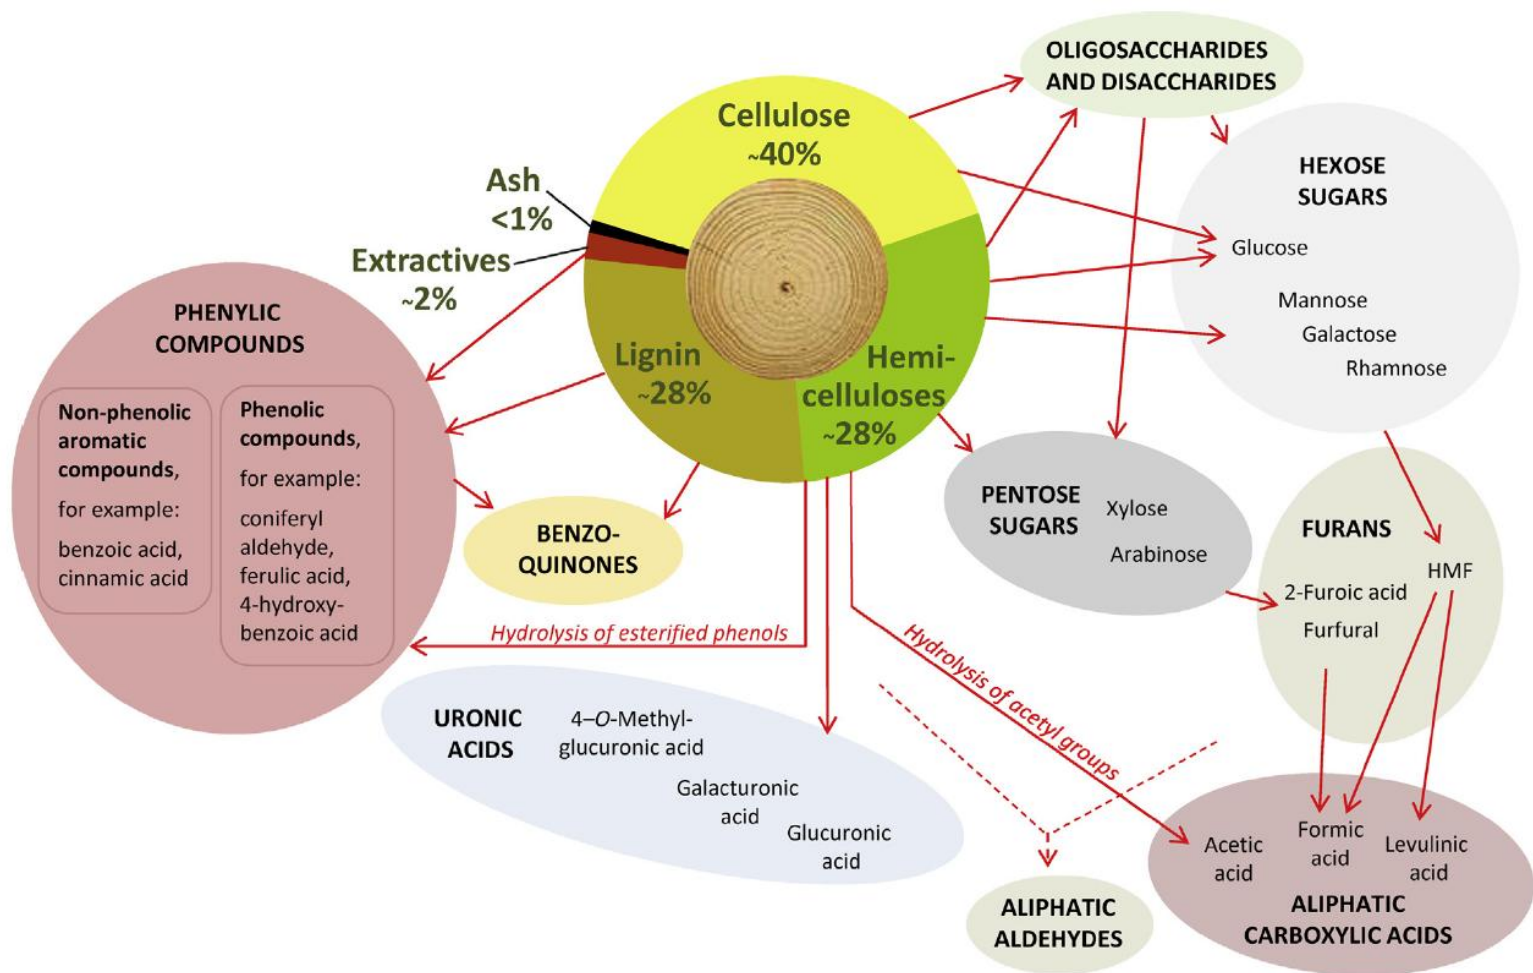 OLIGOSACCHARIDES
AND DISACCHARIDES
Cellulose
~40%
HEXOSE
SUGARS
Glucose
Mannose
Galactose
Rhamnose
Ash
<1%
Extractives
~2%
Lignin
~28%
Hemi-
celluloses
~28%
PHENYLIC
COMPOUNDS
Non-phenolic
aromatic
compounds,
for example:
benzoic acid,
cinnamic acid
Phenolic
compounds,
for example:
coniferyl
aldehyde,
ferulic acid,
4-hydroxy-
benzoic acid
BENZO-
QUINONES
PENTOSE
SUGARS
Xylose
Arabinose
FURANS
HMF
2-Furoic acid
Furfural
Hydrolysis of esterified phenols
Hydrolysis of acetyl groups
URONIC
ACIDS
4–O-Methyl-
glucuronic acid
Galacturonic
acid
Glucuronic
acid
ALIPHATIC
ALDEHYDES
Acetic
acid
Formic
acid
Levulinic
acid
ALIPHATIC
CARBOXYLIC ACIDS